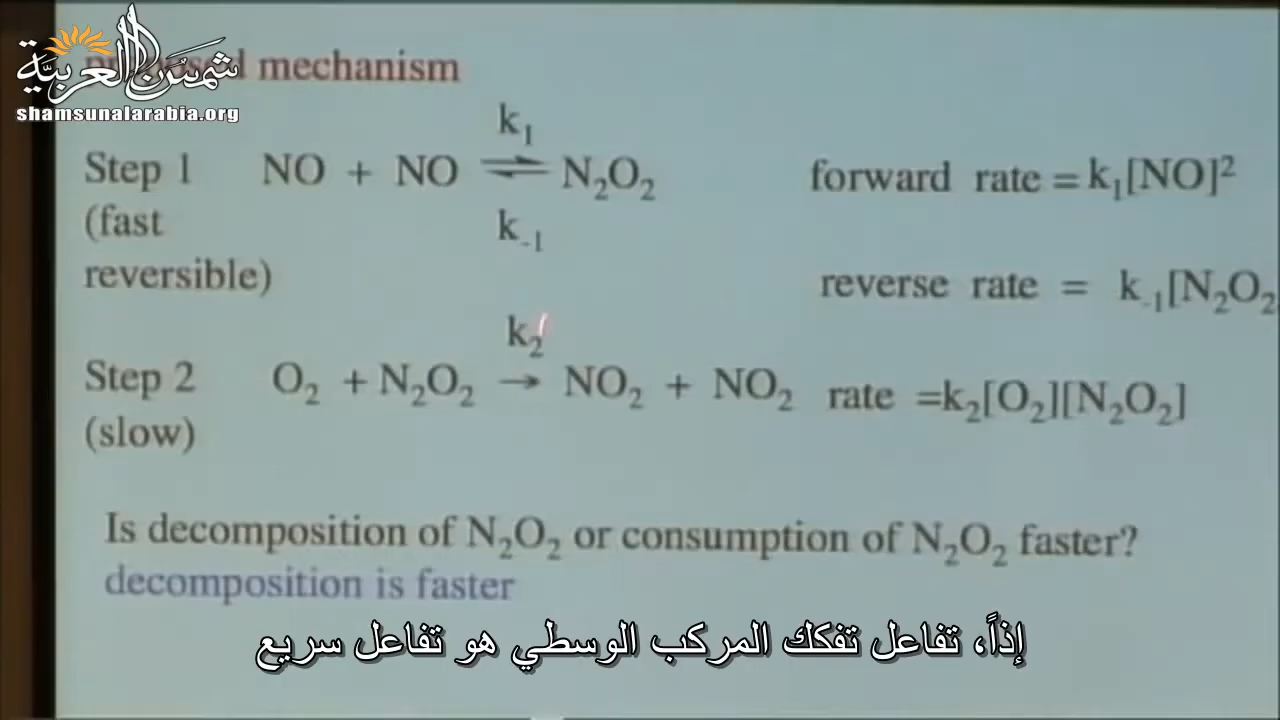 شمس العربية
shamsunalarabia.org
proposed mechanism
k₁
Step 1 NO + NO ⇌ N₂O₂ forward rate = k₁[NO]²
(fast k₋₁
reversible) reverse rate = k₋₁[N₂O₂
k₂
Step 2 O₂ + N₂O₂ → NO₂ + NO₂ rate =k₂[O₂][N₂O₂]
(slow)
Is decomposition of N₂O₂ or consumption of N₂O₂ faster?
decomposition is faster
إذاً، تفاعل تفكك المركب الوسطي هو تفاعل سريع